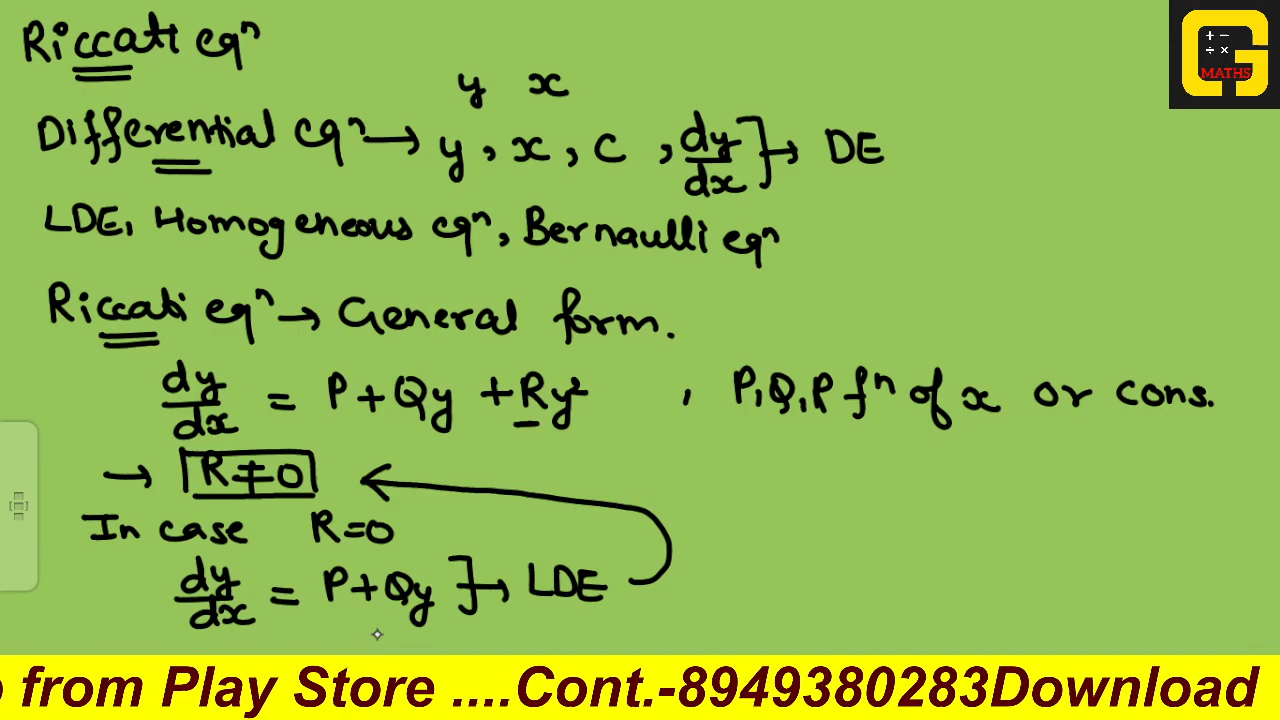 Riccati eqⁿ
+ −
÷ ×
MATHS
y x
Differential eqⁿ → y, x, C, dy/dx] → DE
LDE, Homogeneous eqⁿ, Bernaulli eqⁿ
Riccati eqⁿ → General form.
dy/dx = P + Qy + Ry² , P, Q, P fⁿ of x or cons.
→ R ≠ 0 ←
In case R=0
dy/dx = P + Qy] → LDE
from Play Store ....Cont.-8949380283Download